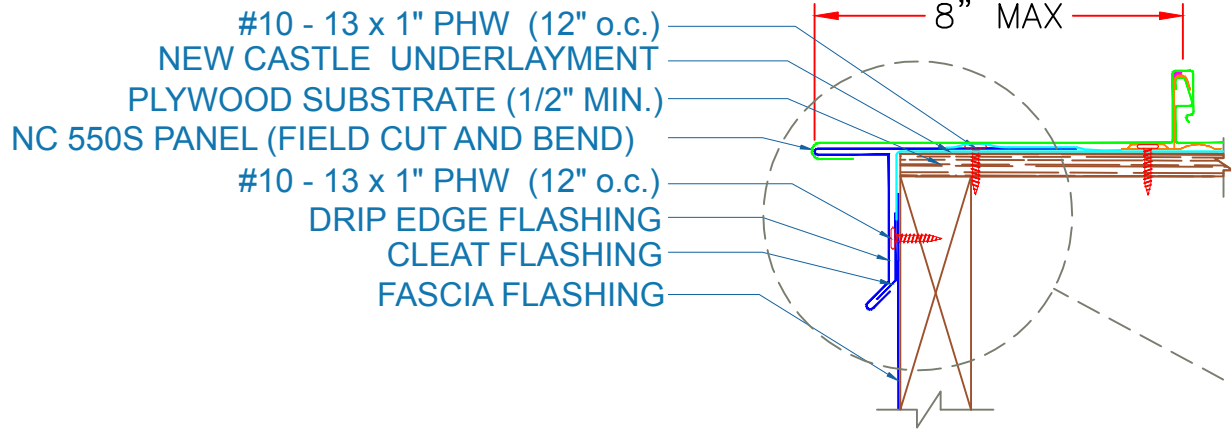 8” MAX
#10 - 13 x 1" PHW (12" o.c.)
NEW CASTLE UNDERLAYMENT
PLYWOOD SUBSTRATE (1/2" MIN.)
NC 550S PANEL (FIELD CUT AND BEND)
#10 - 13 x 1" PHW (12" o.c.)
DRIP EDGE FLASHING
CLEAT FLASHING
FASCIA FLASHING